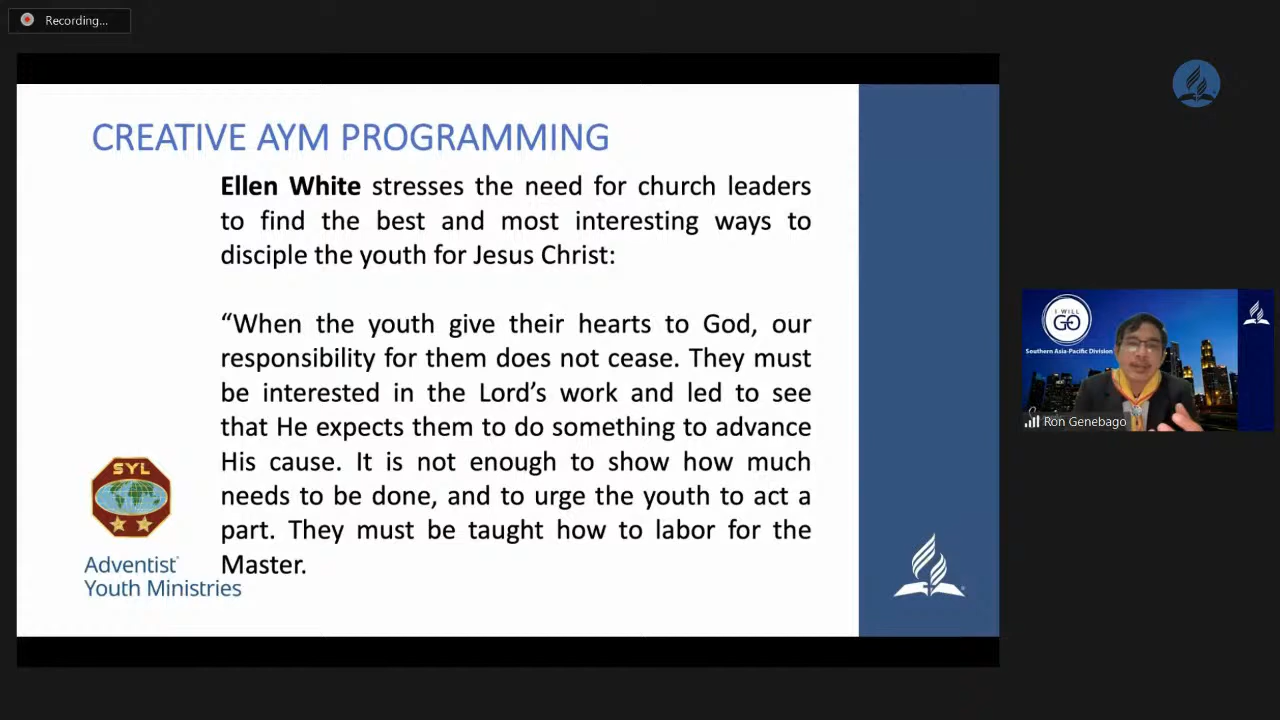 Recording...
CREATIVE AYM PROGRAMMING
Ellen White stresses the need for church leaders
to find the best and most interesting ways to
disciple the youth for Jesus Christ:
“When the youth give their hearts to God, our
responsibility for them does not cease. They must
be interested in the Lord’s work and led to see
that He expects them to do something to advance
His cause. It is not enough to show how much
needs to be done, and to urge the youth to act a
part. They must be taught how to labor for the
Master.
SYL
Adventist
Youth Ministries
I WILL
GO
Southern Asia-Pacific Division
Ron Genebago